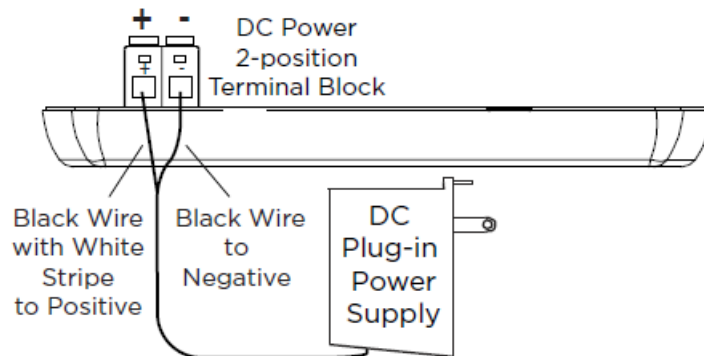 + -
DC Power
2-position
Terminal Block
+ -
Black Wire
with White
Stripe
to Positive
Black Wire
to
Negative
DC
Plug-in
Power
Supply